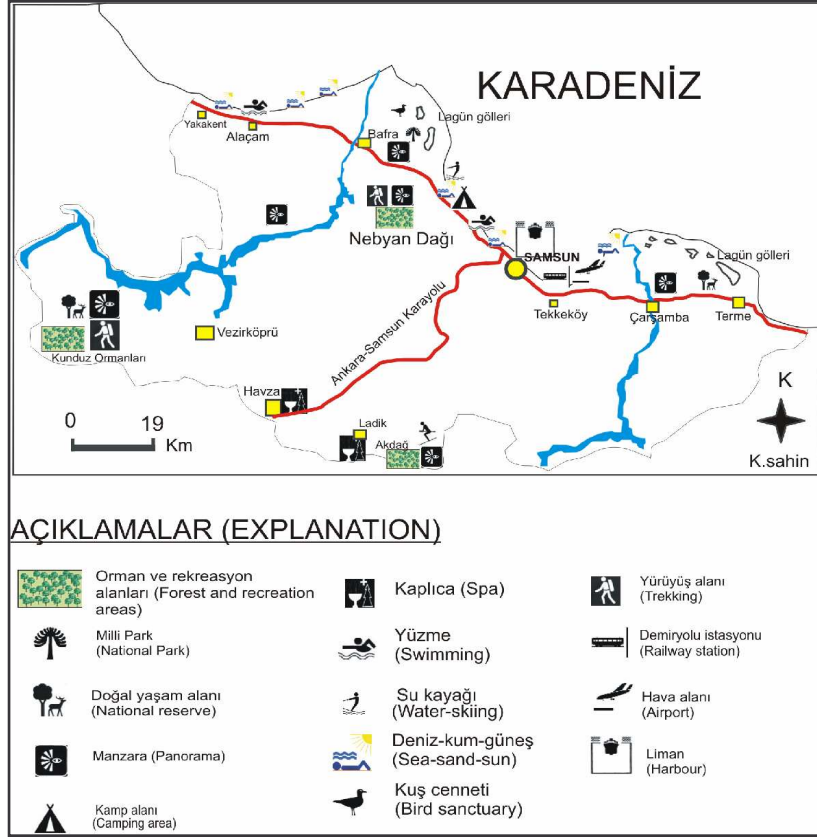 KARADENİZ
Yakakent
Alaçam
Bafra
Lagün gölleri
Nebyan Dağı
SAMSUN
Lagün gölleri
Tekkeköy
Çarşamba
Terme
Vezirköprü
Kunduz Ormanları
Ankara-Samsun Karayolu
Havza
Ladik
Akdağ
0 19
Km
K
K.sahin
AÇIKLAMALAR (EXPLANATION)
Orman ve rekreasyon
alanları (Forest and recreation
areas)
Milli Park
(National Park)
Doğal yaşam alanı
(National reserve)
Manzara (Panorama)
Kamp alanı
(Camping area)
Kaplıca (Spa)
Yüzme
(Swimming)
Su kayağı
(Water-skiing)
Deniz-kum-güneş
(Sea-sand-sun)
Kuş cenneti
(Bird sanctuary)
Yürüyüş alanı
(Trekking)
Demiryolu istasyonu
(Railway station)
Hava alanı
(Airport)
Liman
(Harbour)